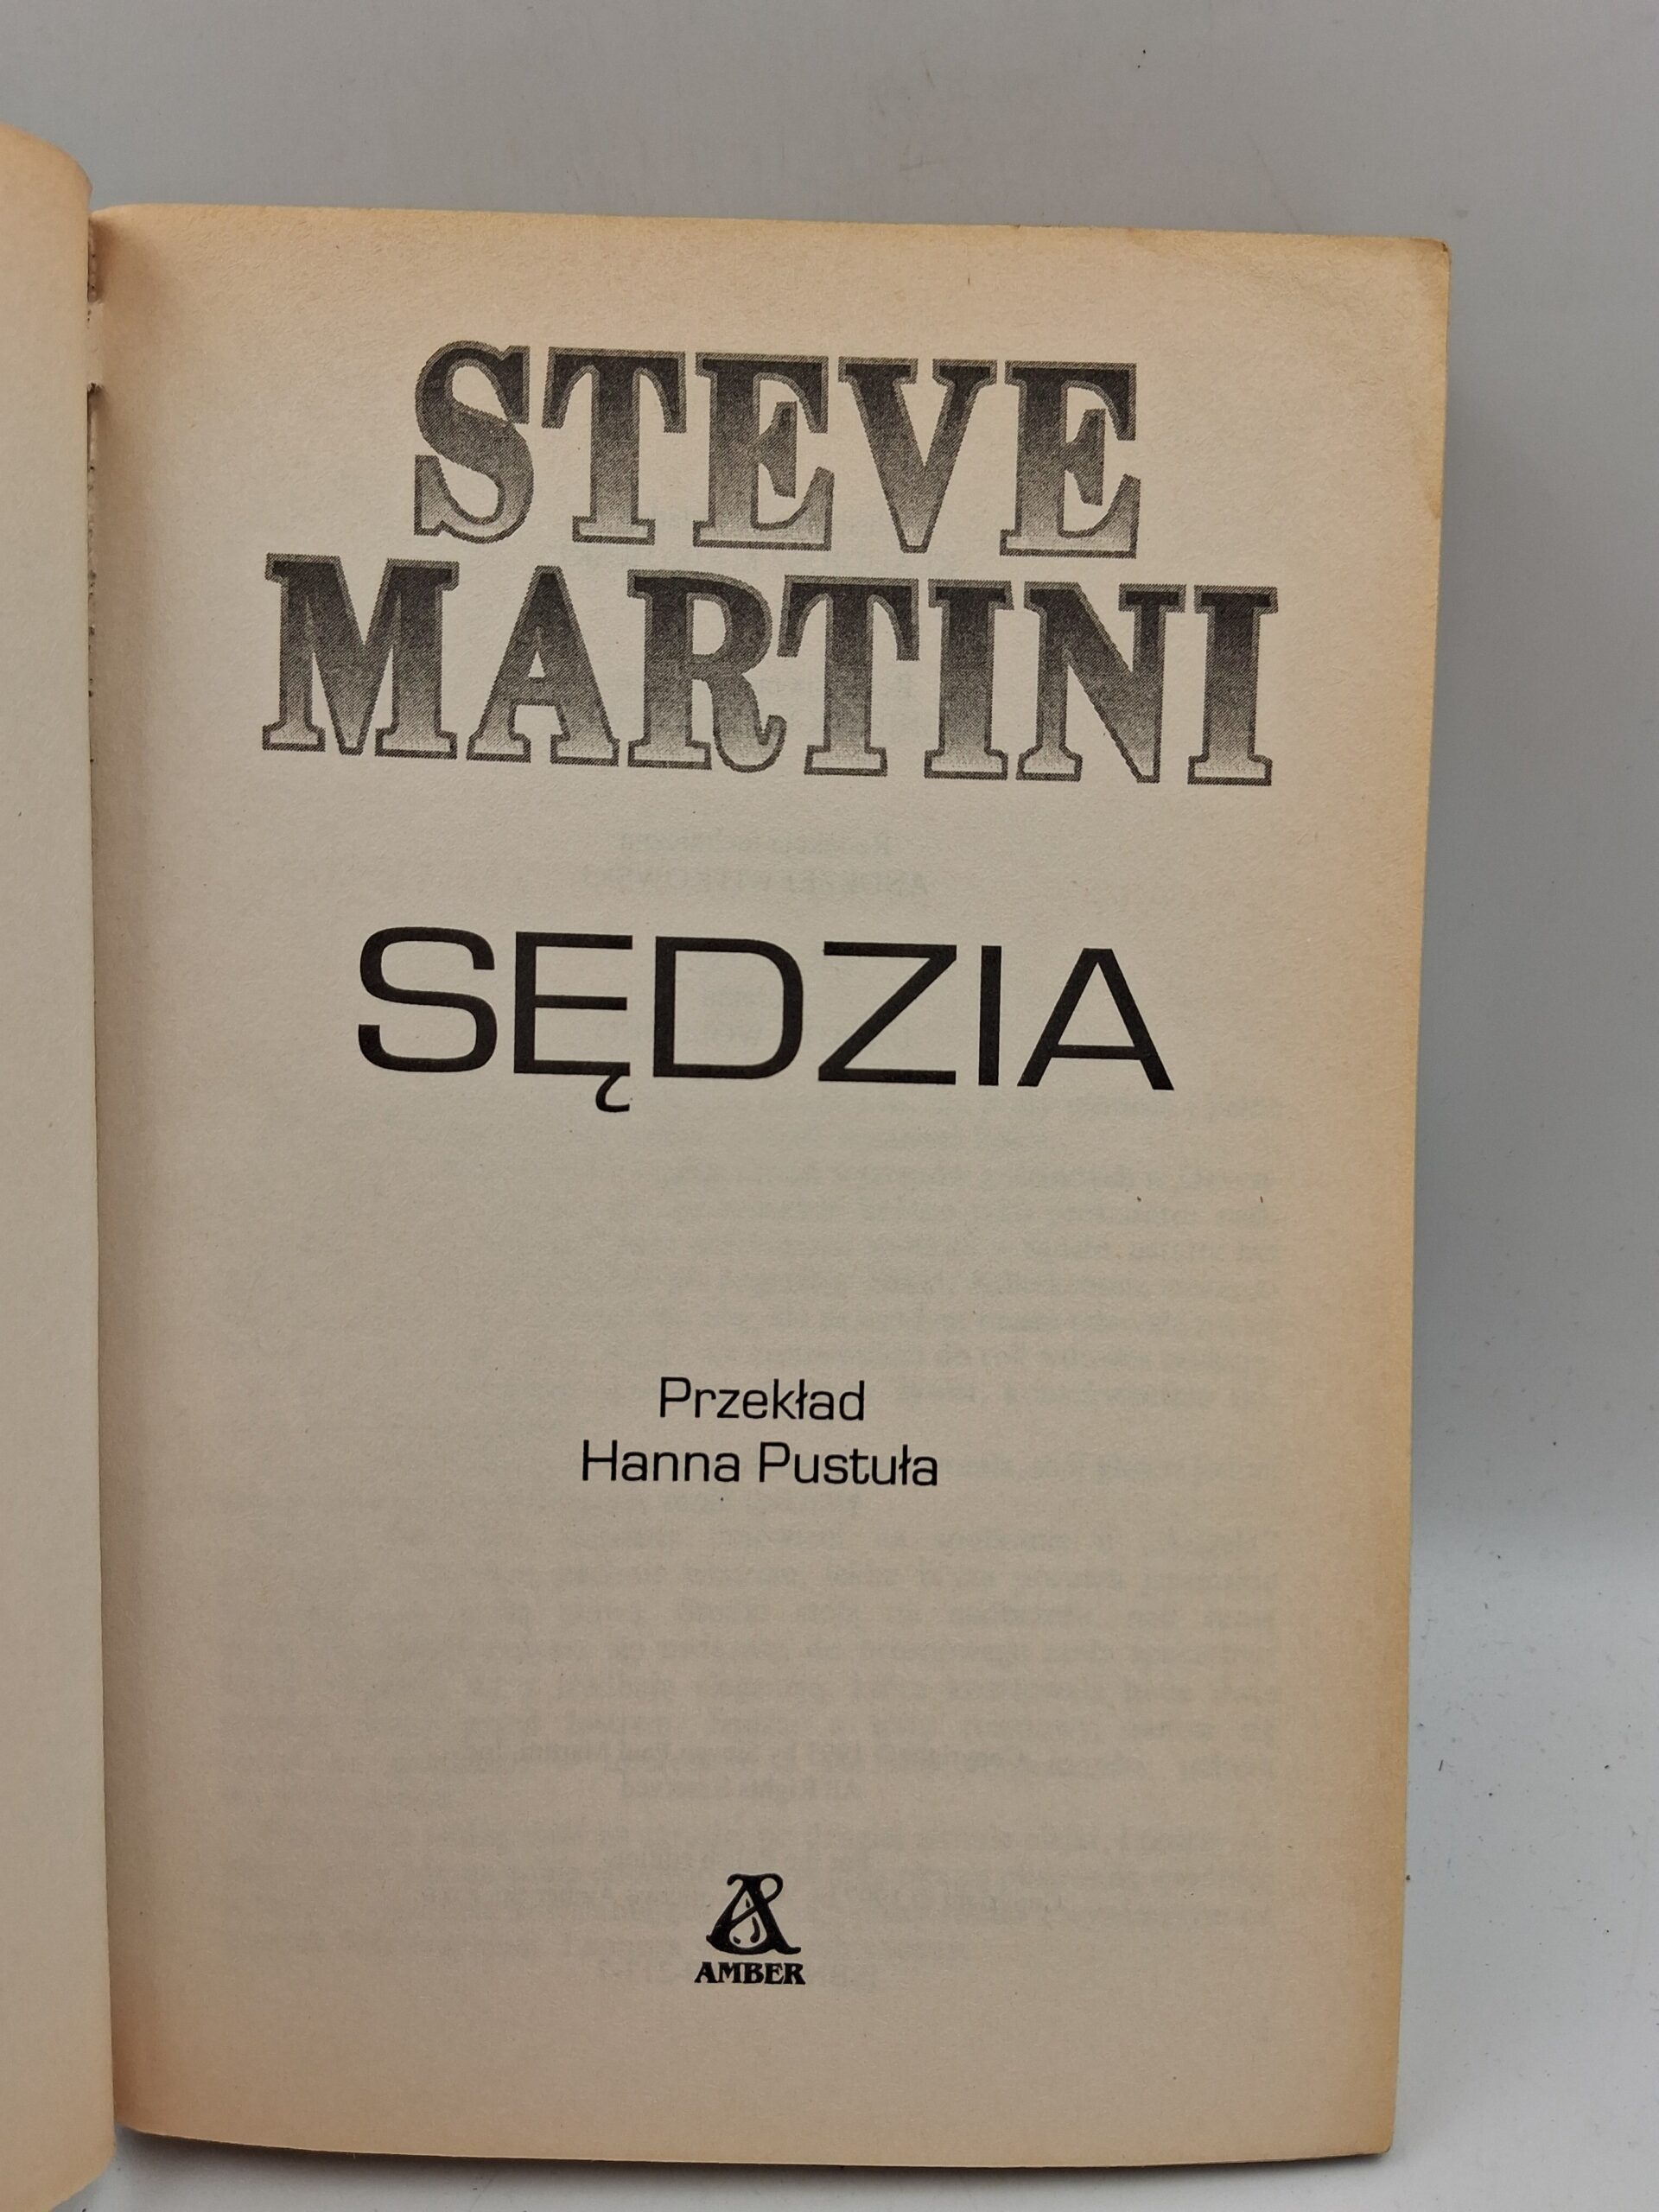 STEVE
MARTINI
SĘDZIA
Przekład
Hanna Pustuła
AMBER